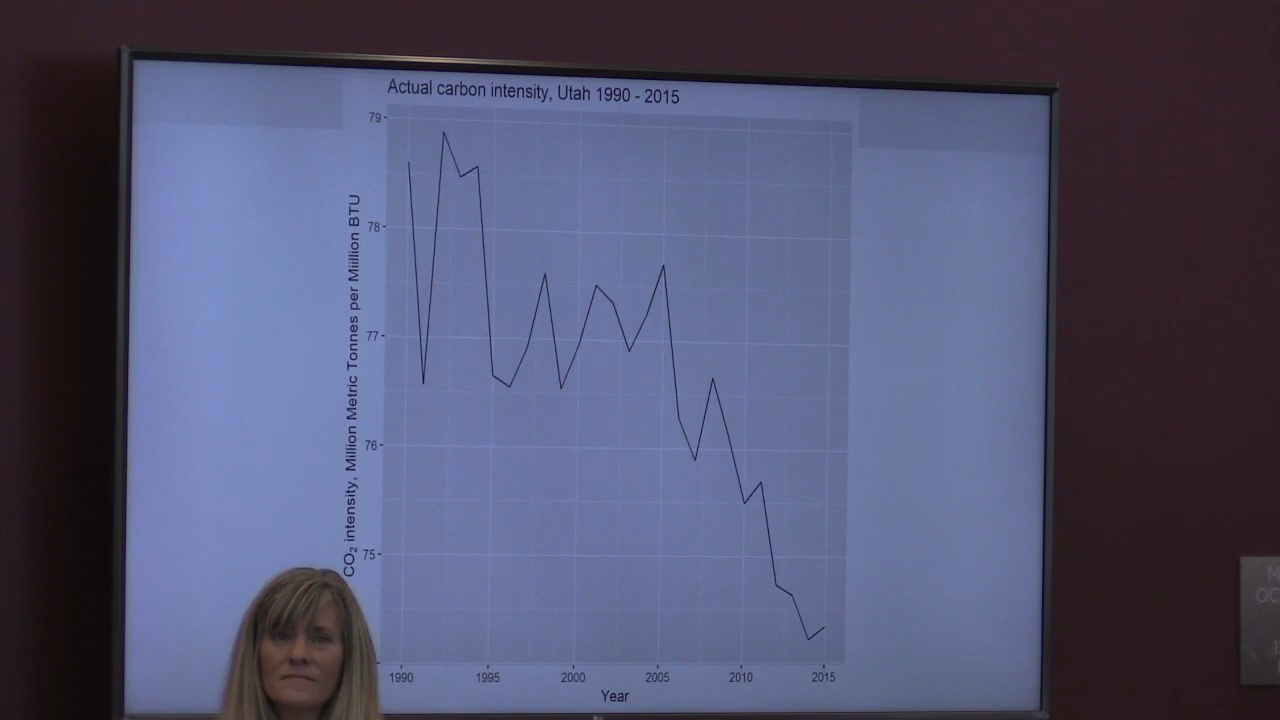 Actual carbon intensity, Utah 1990 - 2015
79
78
77
76
75
CO₂ intensity, Million Metric Tonnes per Miillion BTU
1990 1995 2000 2005 2010 2015
Year